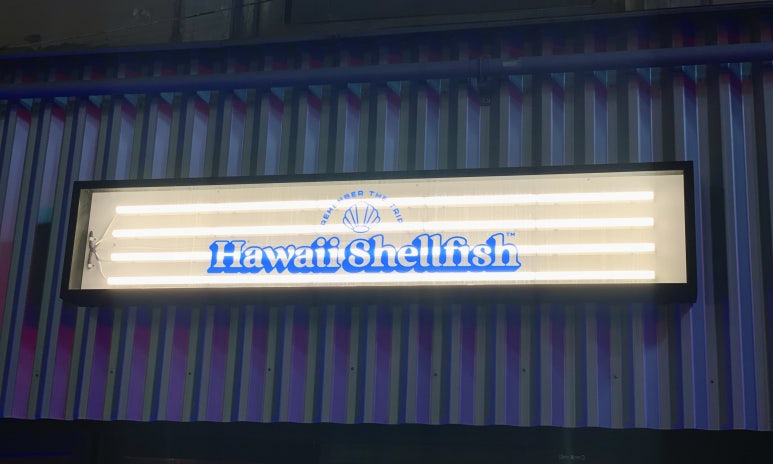 REMEMBER THE TRIP
Hawaii Shellfish™